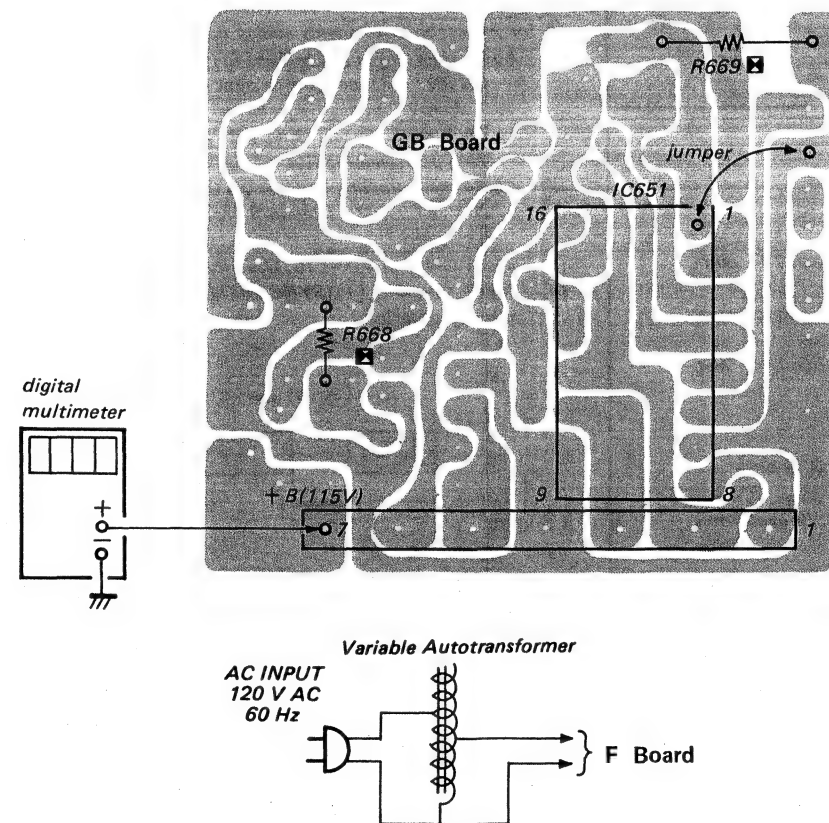 R669
GB Board
jumper
IC651
16
1
R668
digital
multimeter
+
−
+B(115V)
9
8
7
1
Variable Autotransformer
AC INPUT
120 V AC
60 Hz
F Board